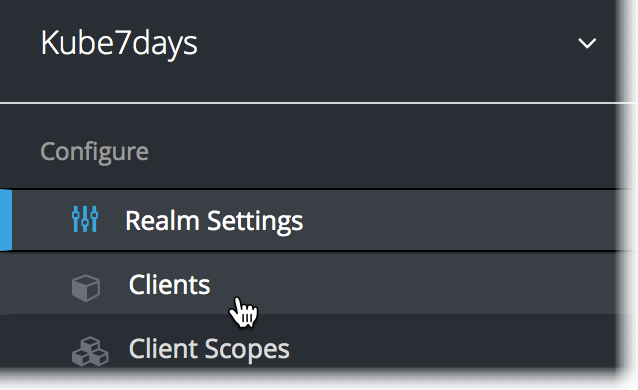 Kube7days
Configure
Realm Settings
Clients
Client Scopes